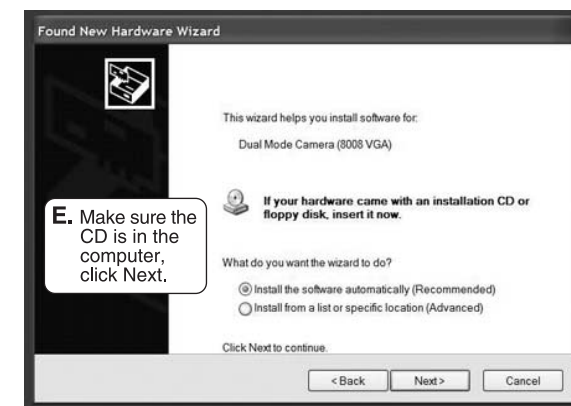 Found New Hardware Wizard
This wizard helps you install software for:
Dual Mode Camera (8008 VGA)
If your hardware came with an installation CD or
floppy disk, insert it now.
E. Make sure the
CD is in the
computer,
click Next.
What do you want the wizard to do?
Install the software automatically (Recommended)
Install from a list or specific location (Advanced)
Click Next to continue.
< Back
Next >
Cancel